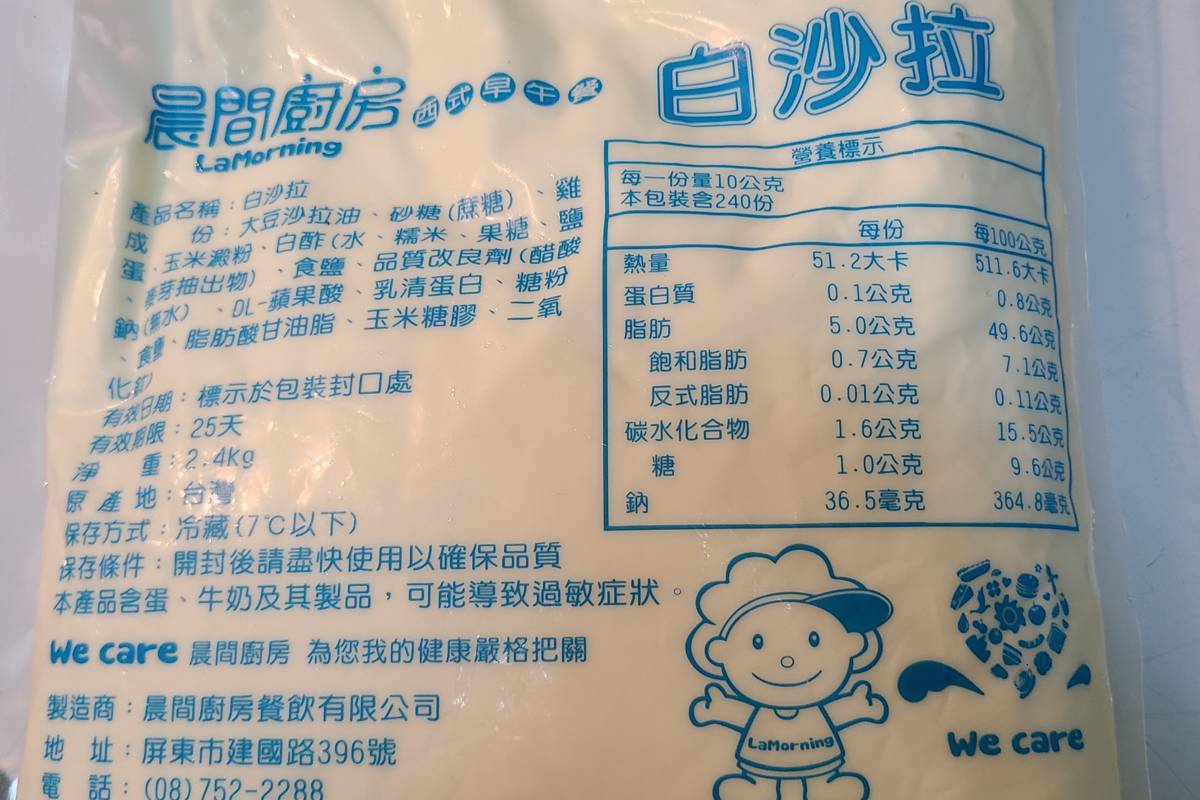 晨間廚房 西式早午餐
LaMorning
白沙拉
產品名稱：白沙拉
成　　份：大豆沙拉油、砂糖(蔗糖)、雞
蛋、玉米澱粉、白醋(水、糯米、果糖、鹽
、麥芽抽出物)、食鹽、品質改良劑(醋酸
鈉(無水)、DL-蘋果酸、乳清蛋白、糖粉
、食鹽、脂肪酸甘油脂、玉米糖膠、二氧
化鈦)
有效日期：標示於包裝封口處
有效期限：25天
淨　　重：2.4Kg
原 產 地：台灣
保存方式：冷藏(7℃以下)
保存條件：開封後請盡快使用以確保品質
本產品含蛋、牛奶及其製品，可能導致過敏症狀。
We care 晨間廚房 為您我的健康嚴格把關
製造商：晨間廚房餐飲有限公司
地　址：屏東市建國路396號
電　話：(08)752-2288
營養標示
每一份量10公克
本包裝含240份
每份 每100公克
熱量 51.2大卡 511.6大卡
蛋白質 0.1公克 0.8公克
脂肪 5.0公克 49.6公克
飽和脂肪 0.7公克 7.1公克
反式脂肪 0.01公克 0.11公克
碳水化合物 1.6公克 15.5公克
糖 1.0公克 9.6公克
鈉 36.5毫克 364.8毫克
LaMorning
We care